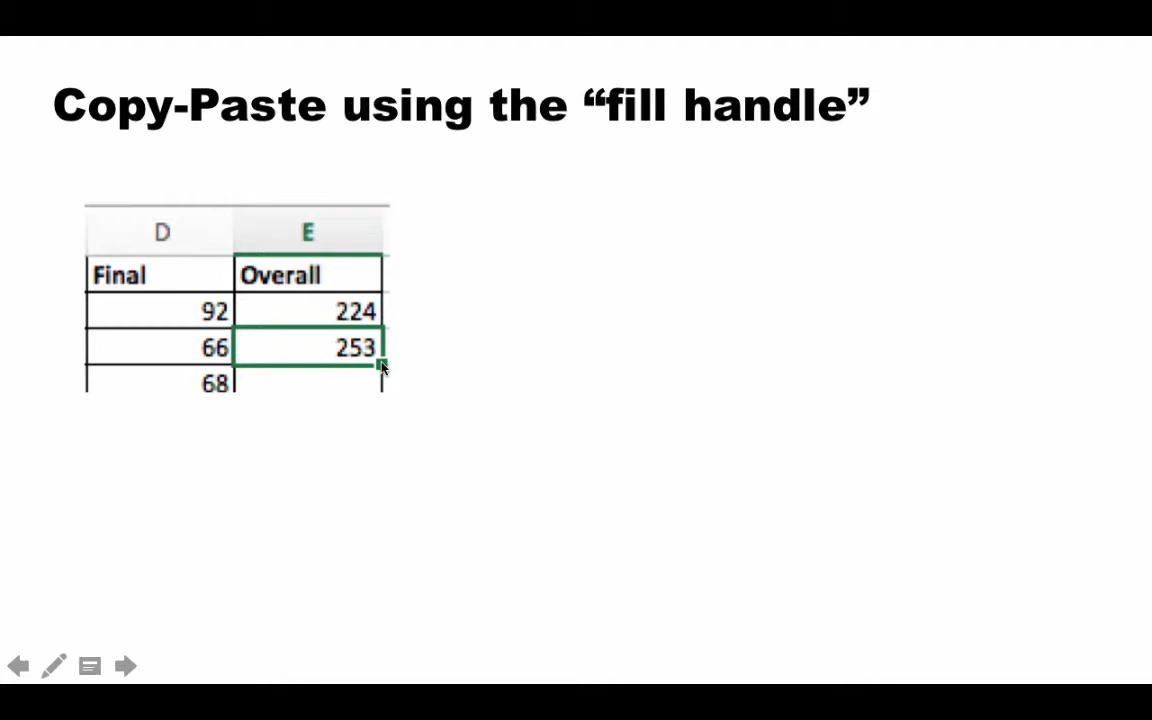 Copy-Paste using the “fill handle”
D E
Final Overall
92 224
66 253
68